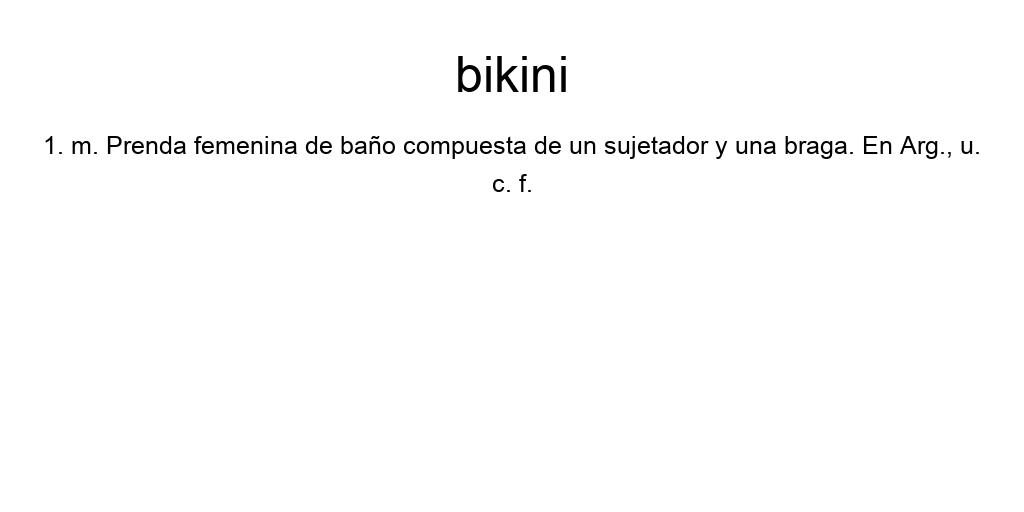 bikini
1. m. Prenda femenina de baño compuesta de un sujetador y una braga. En Arg., u.
c. f.